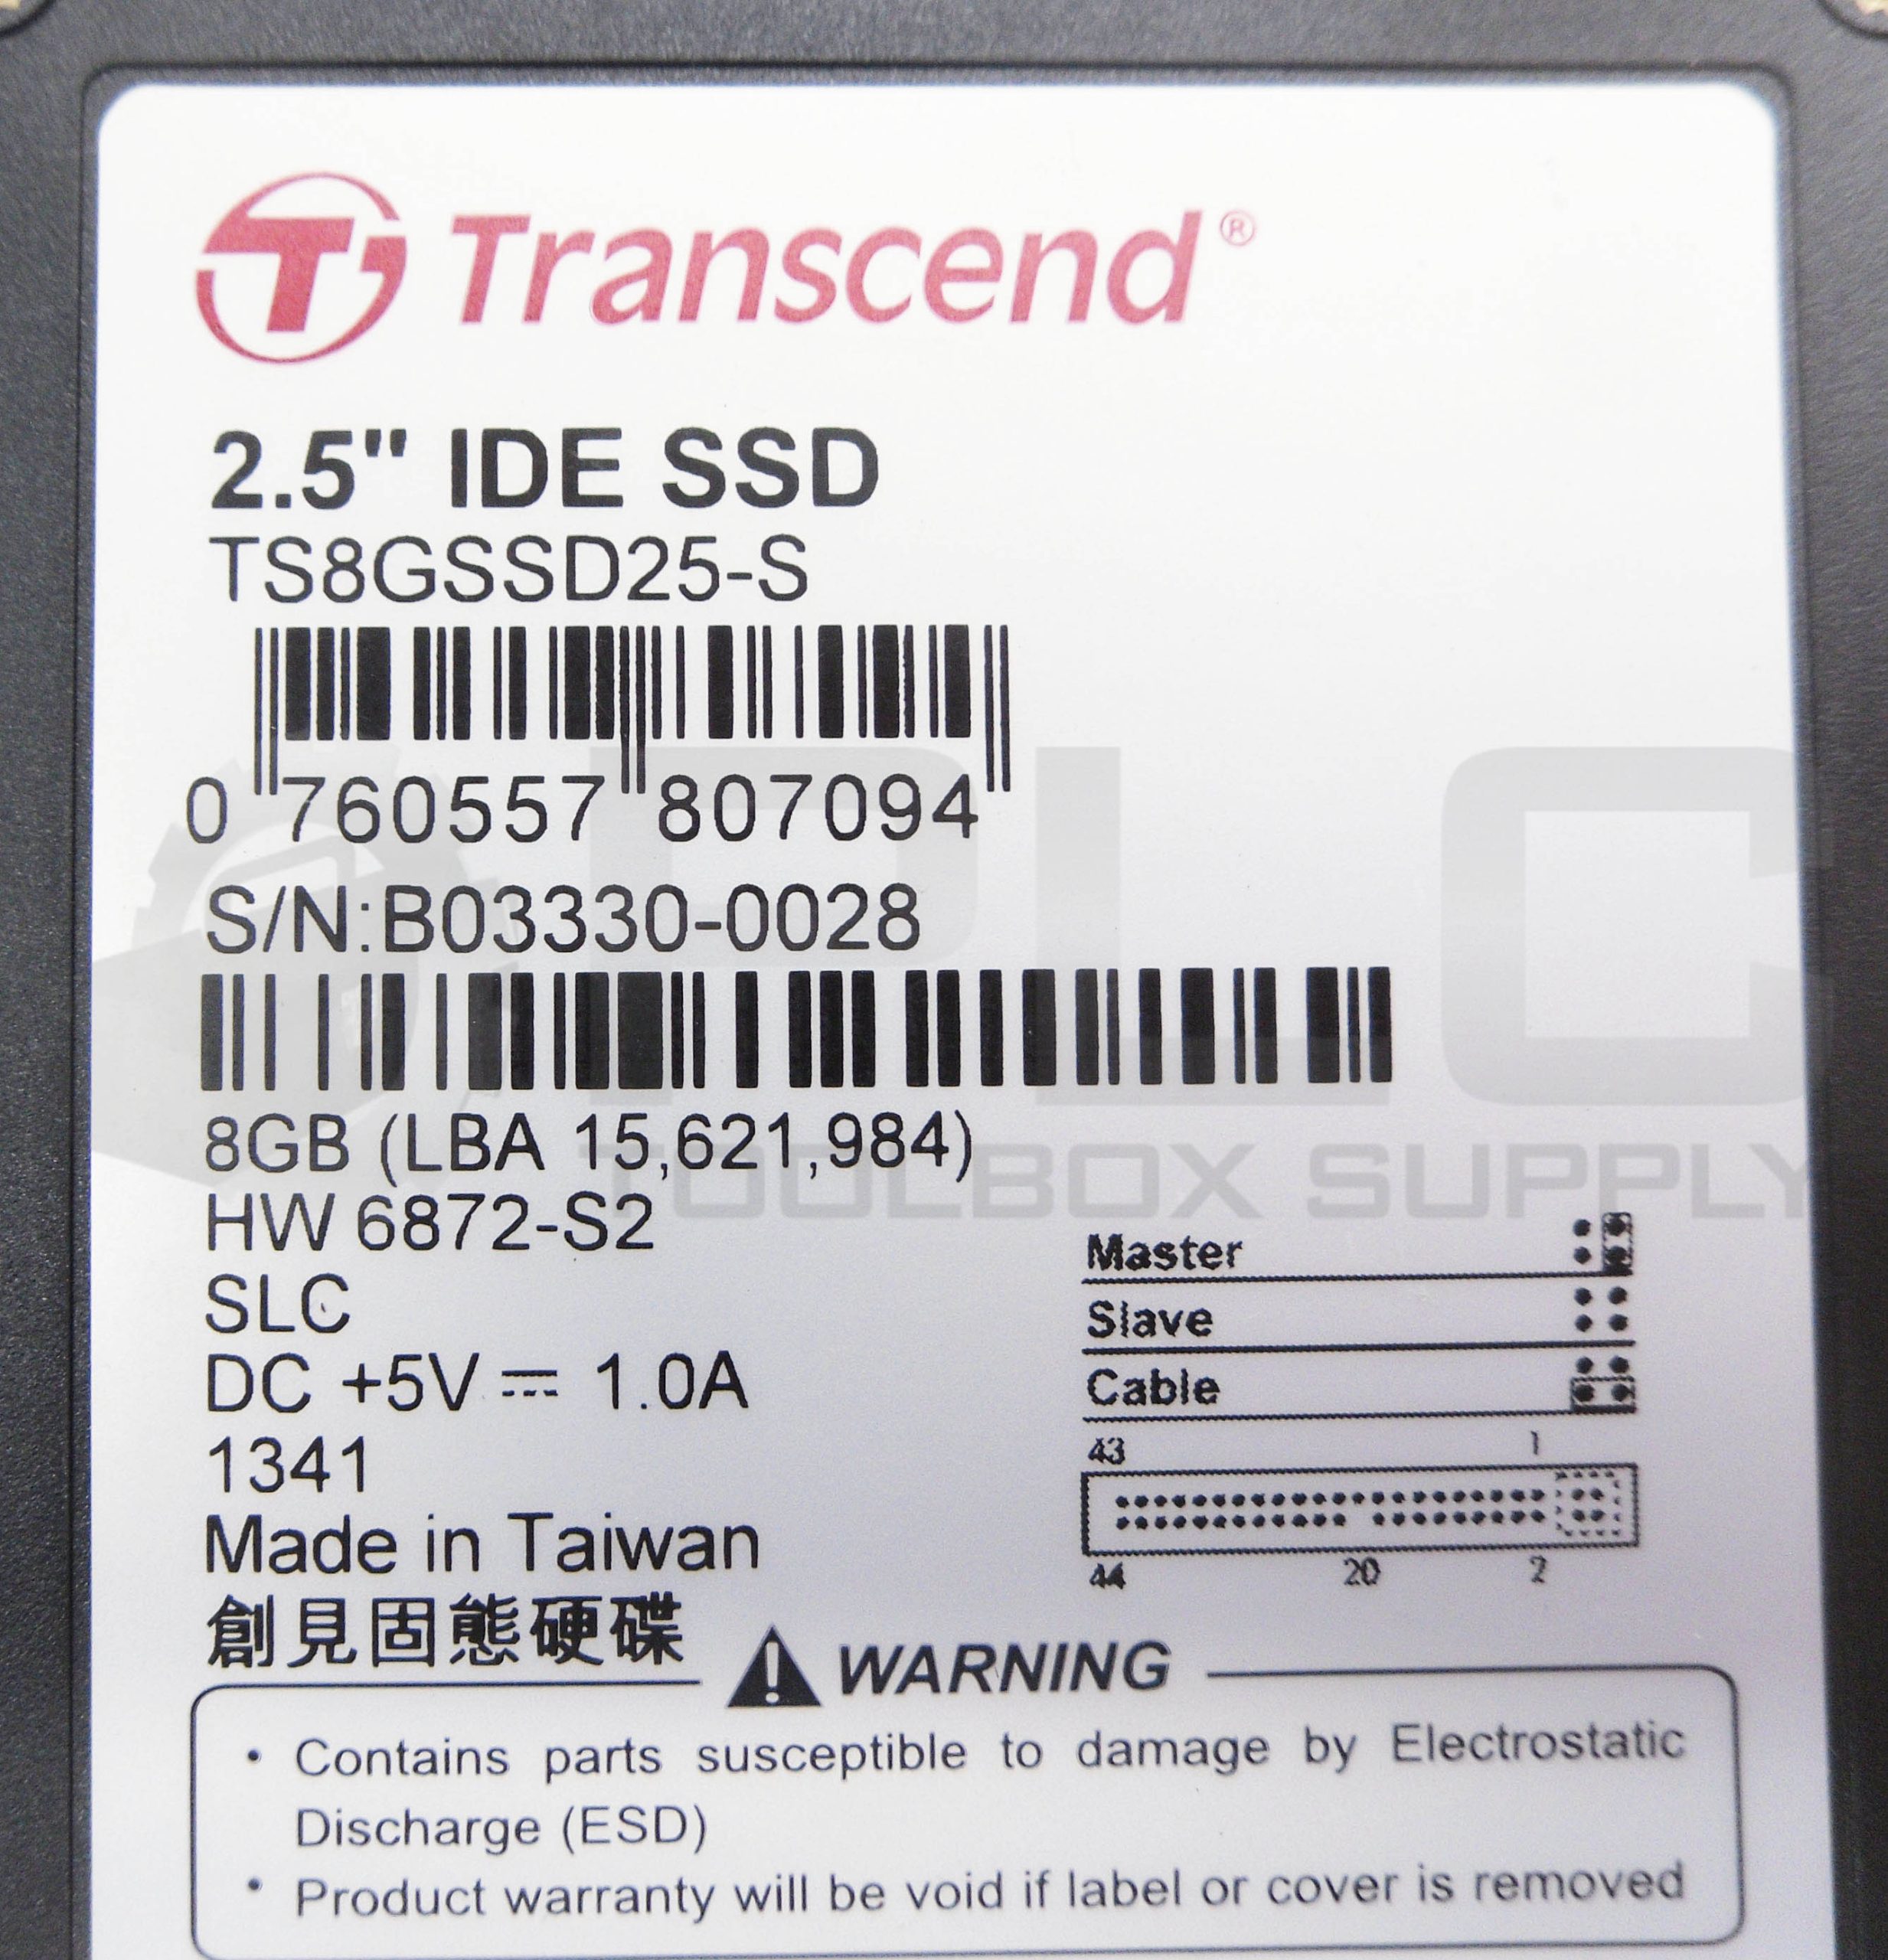 Transcend®
2.5" IDE SSD
TS8GSSD25-S
0 760557 807094
S/N:B03330-0028
8GB (LBA 15,621,984)
HW 6872-S2
SLC
DC +5V ⎓ 1.0A
1341
Made in Taiwan
創見固態硬碟
Master
Slave
Cable
43 1
44 20 2
WARNING
• Contains parts susceptible to damage by Electrostatic
Discharge (ESD)
• Product warranty will be void if label or cover is removed
PLC
TOOLBOX SUPPLY